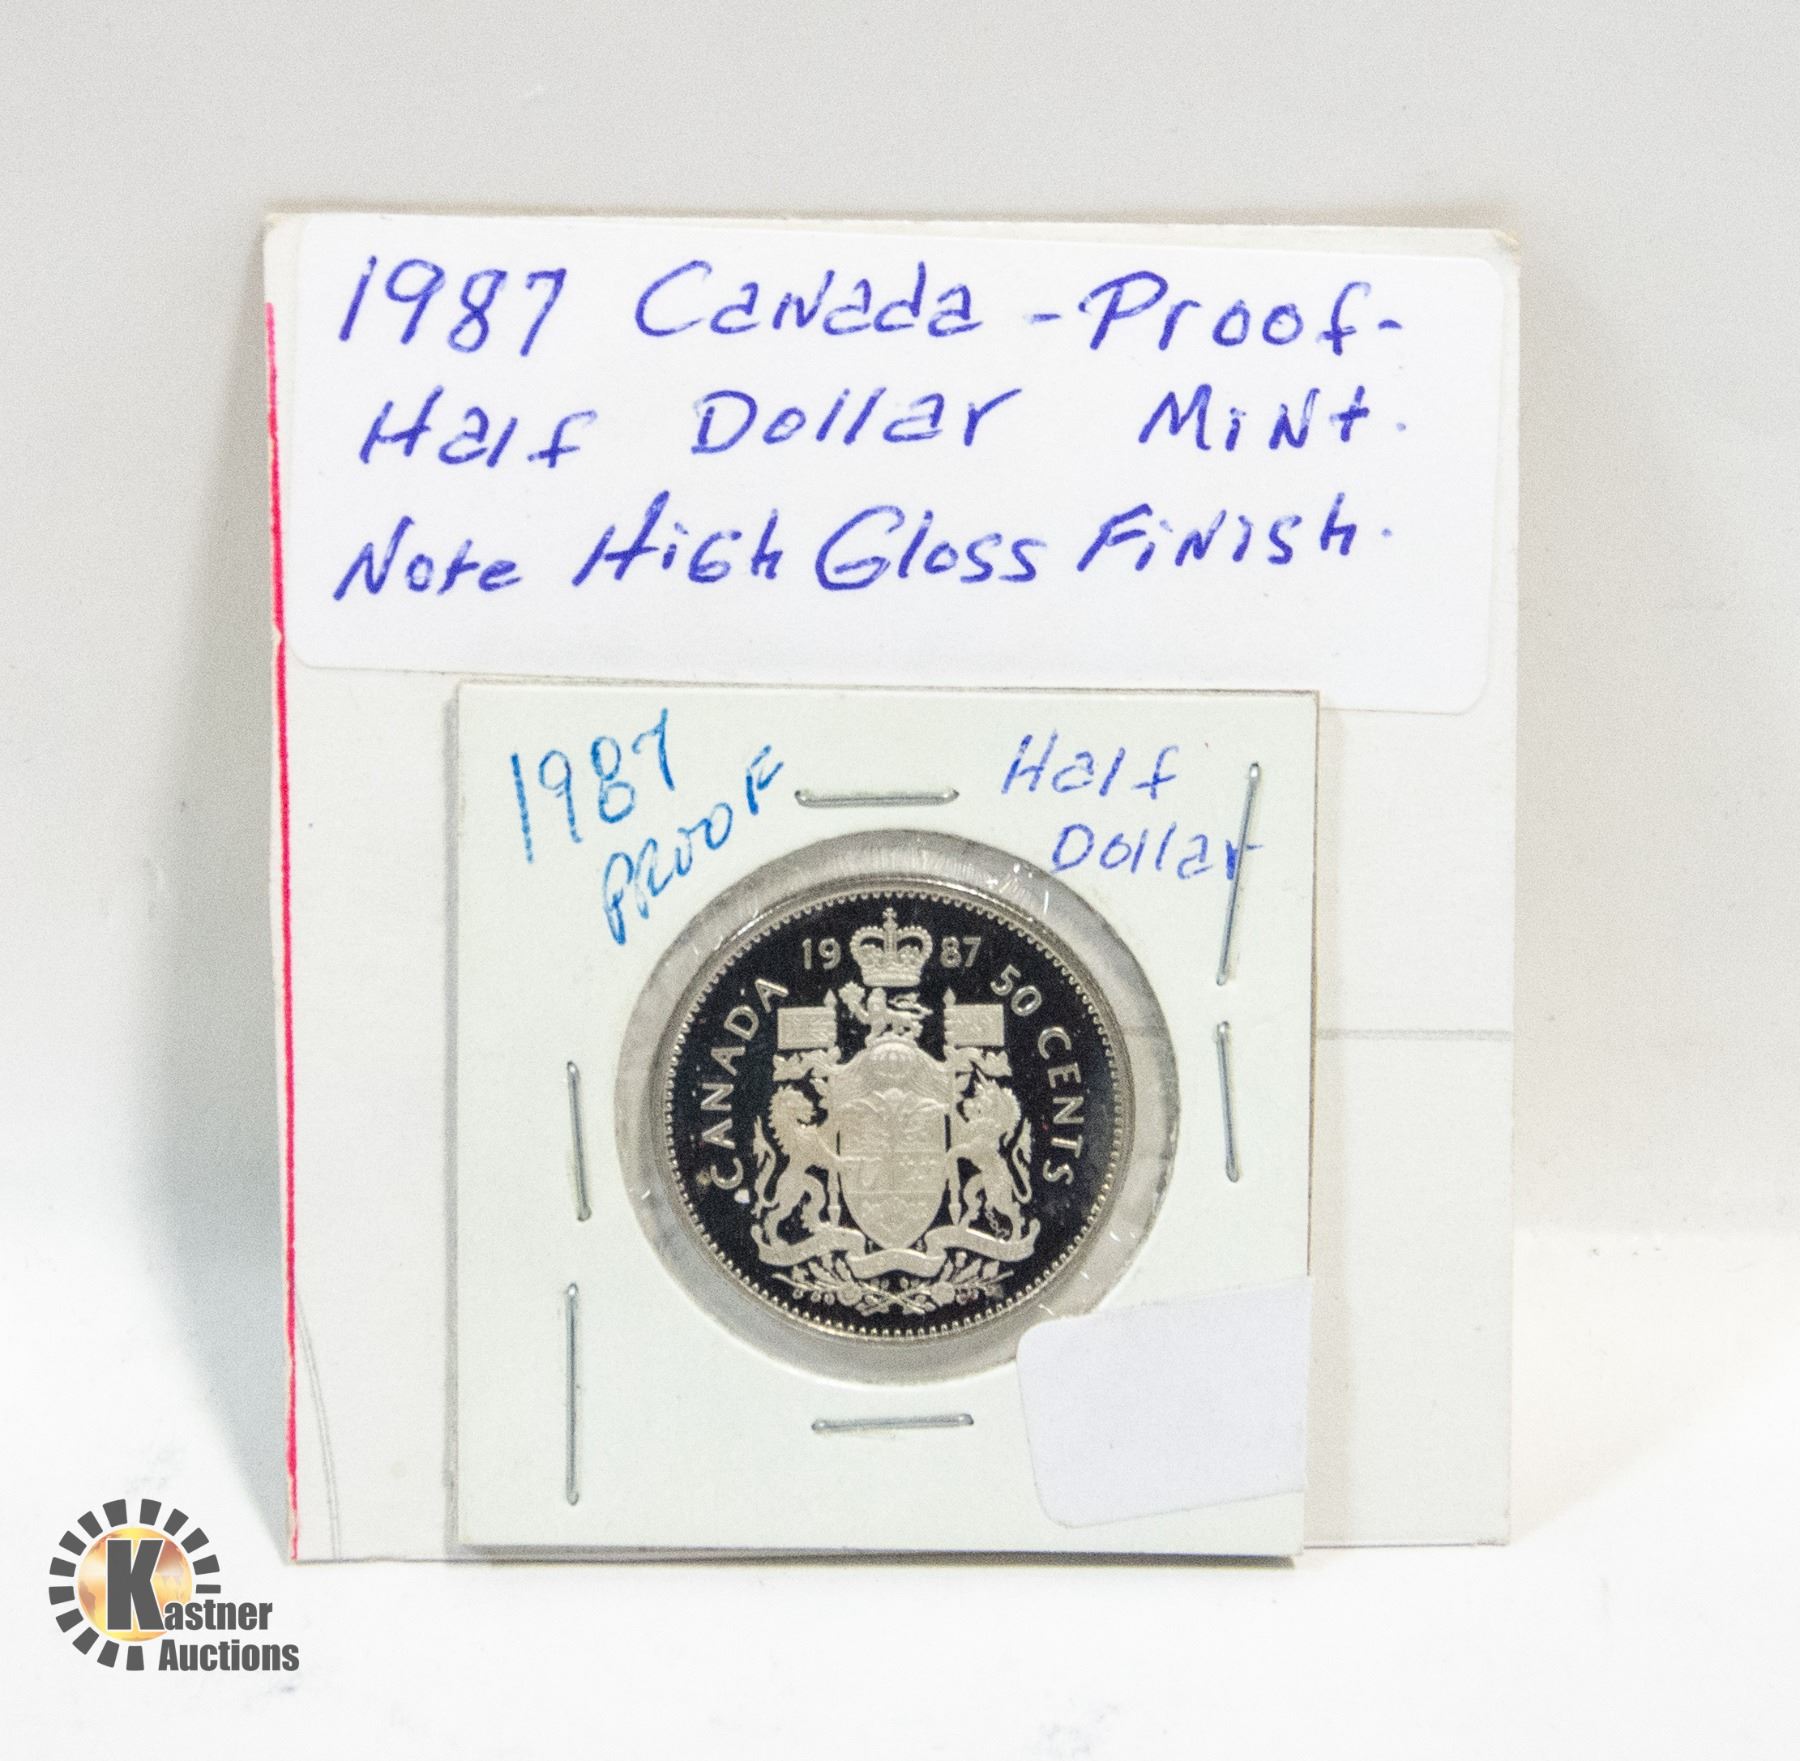 1987 Canada - Proof -
Half Dollar Mint.
Note High Gloss Finish.
1987
PROOF
Half
Dollar
19 87
CANADA
50 CENTS
Kastner
Auctions